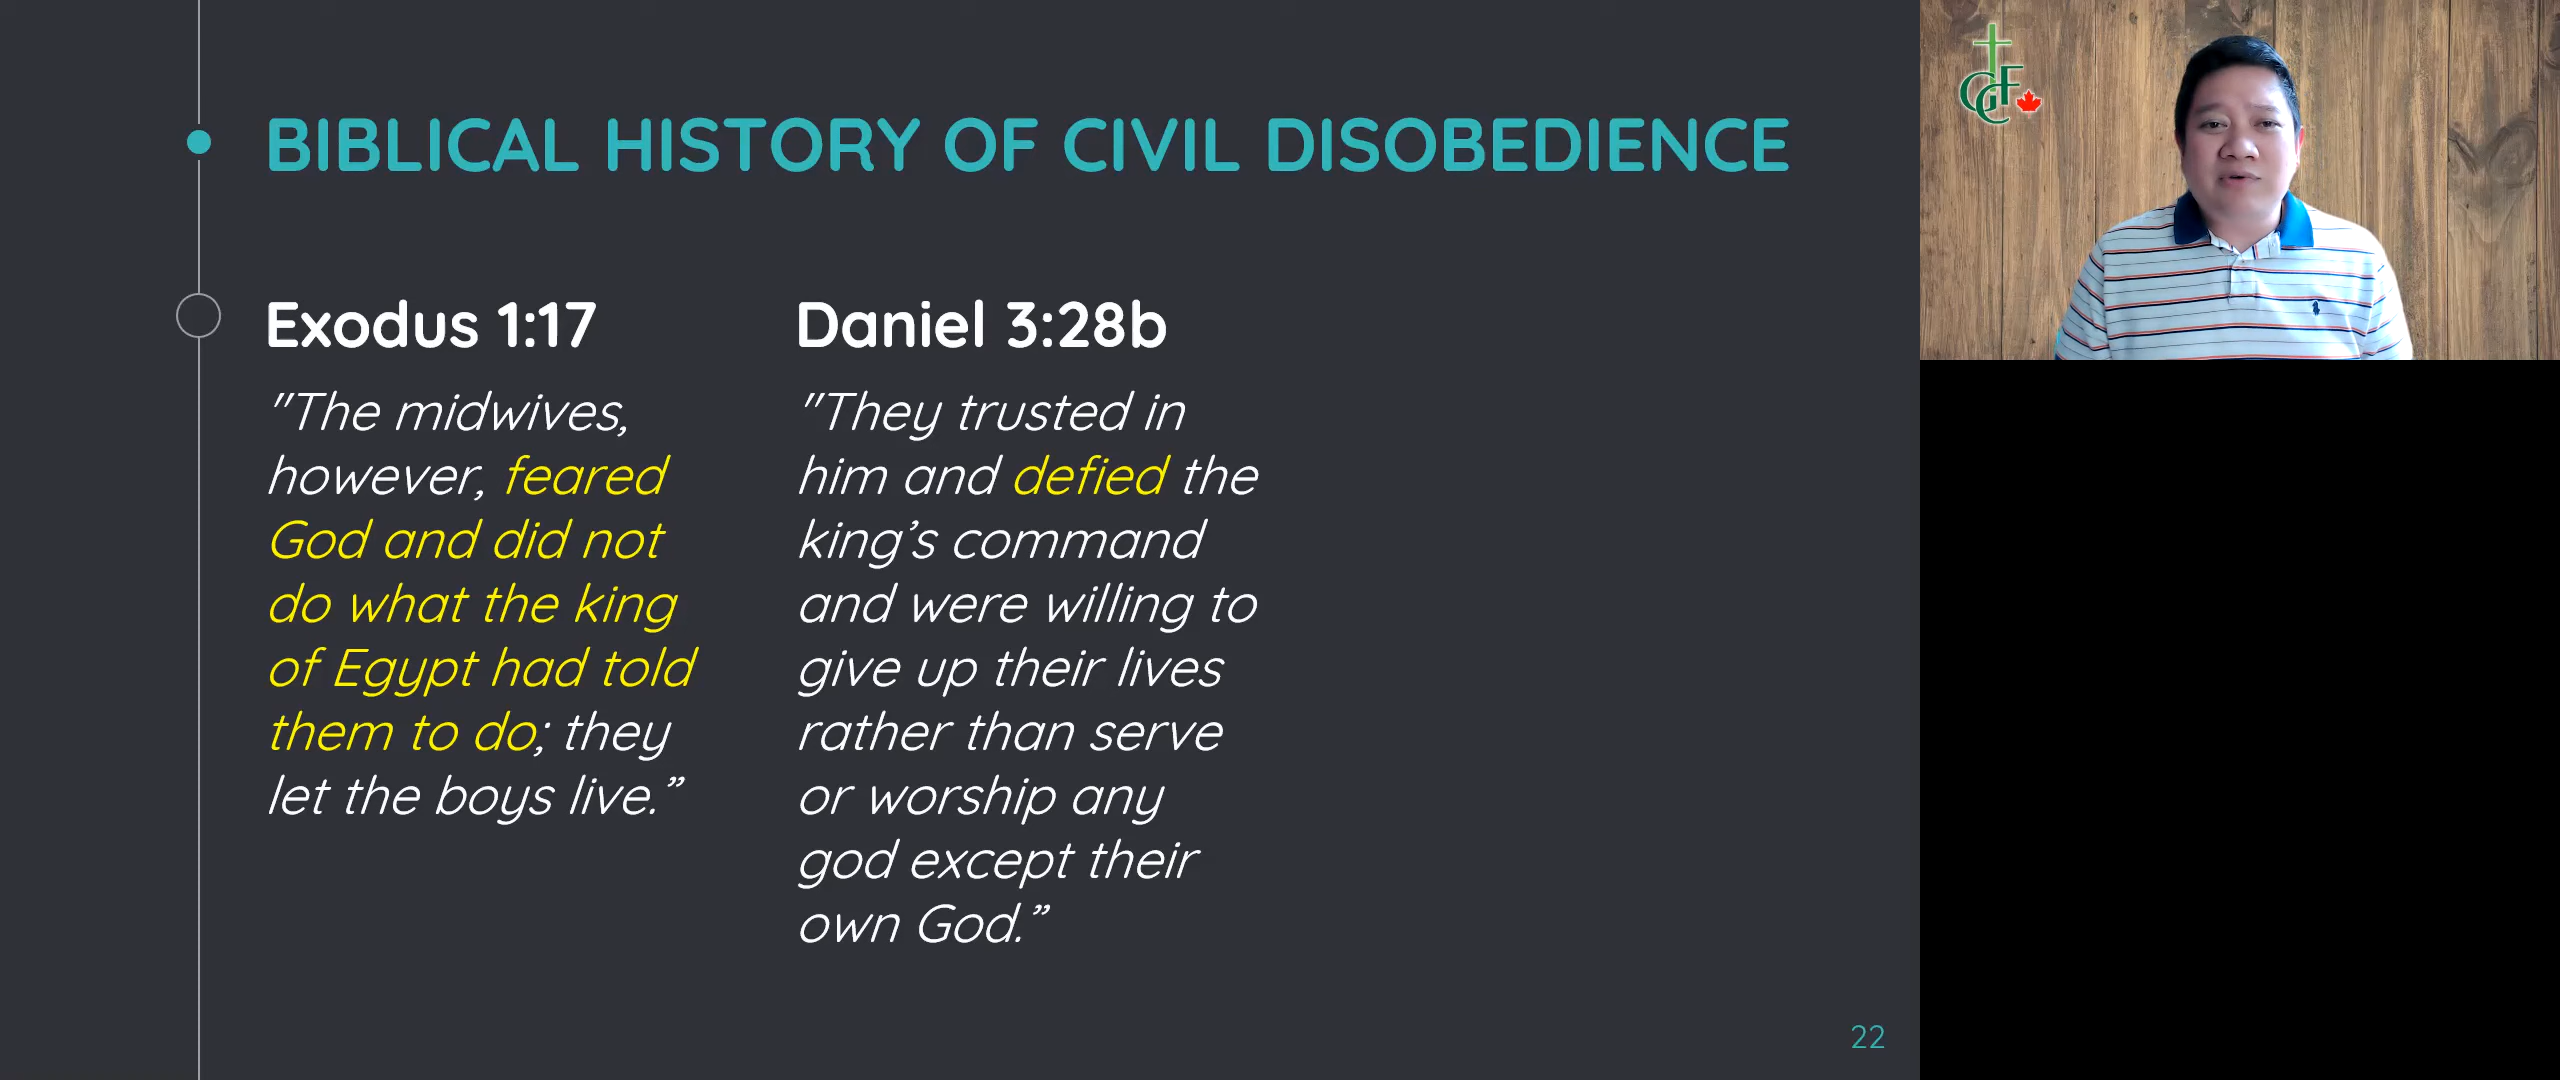 BIBLICAL HISTORY OF CIVIL DISOBEDIENCE
Exodus 1:17
"The midwives,
however, feared
God and did not
do what the king
of Egypt had told
them to do; they
let the boys live.”
Daniel 3:28b
"They trusted in
him and defied the
king’s command
and were willing to
give up their lives
rather than serve
or worship any
god except their
own God.”
22
GCF